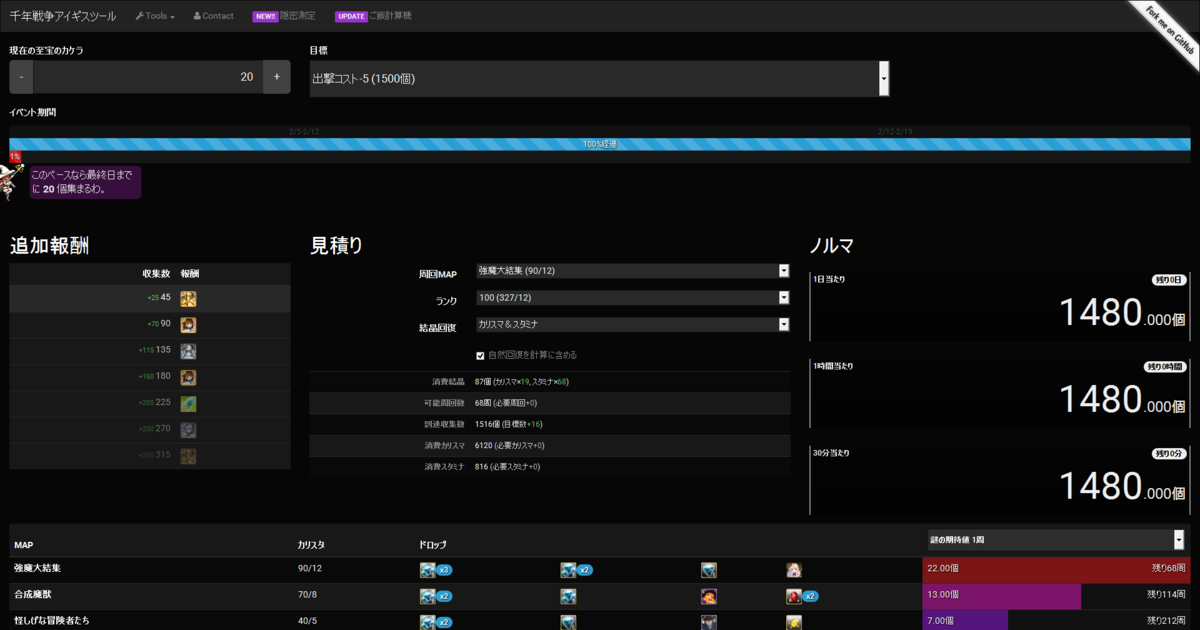 千年戦争アイギスツール Tools Contact NEW!! 隠密測定 UPDATE ご飯計算機
Fork me on GitHub
現在の至宝のカケラ
- 20 +
目標
出撃コスト-5 (1500個)
イベント期間
2/5-2/12 2/12-2/19
100%経過
1%
このペースなら最終日まで
に 20 個集まるわ。
追加報酬
収集数 報酬
+25 45
+70 90
+115 135
+160 180
+205 225
+250 270
+295 315
見積り
周回MAP 強魔大結集 (90/12)
ランク 100 (327/12)
結晶回復 カリスマ&スタミナ
自然回復を計算に含める
消費結晶 87個 (カリスマ×19, スタミナ×68)
可能周回数 68周 (必要周回+0)
到達収集数 1516個 (目標数+16)
消費カリスマ 6120 (必要カリスマ+0)
消費スタミナ 816 (必要スタミナ+0)
ノルマ
1日当たり 残り0日
1480.000個
1時間当たり 残り0時間
1480.000個
30分当たり 残り0分
1480.000個
MAP カリスタ ドロップ 謎の期待値 1周
強魔大結集 90/12 x3 x2 22.00個 残り68周
合成魔獣 70/8 x2 x2 13.00個 残り114周
怪しげな冒険者たち 40/5 x2 7.00個 残り212周